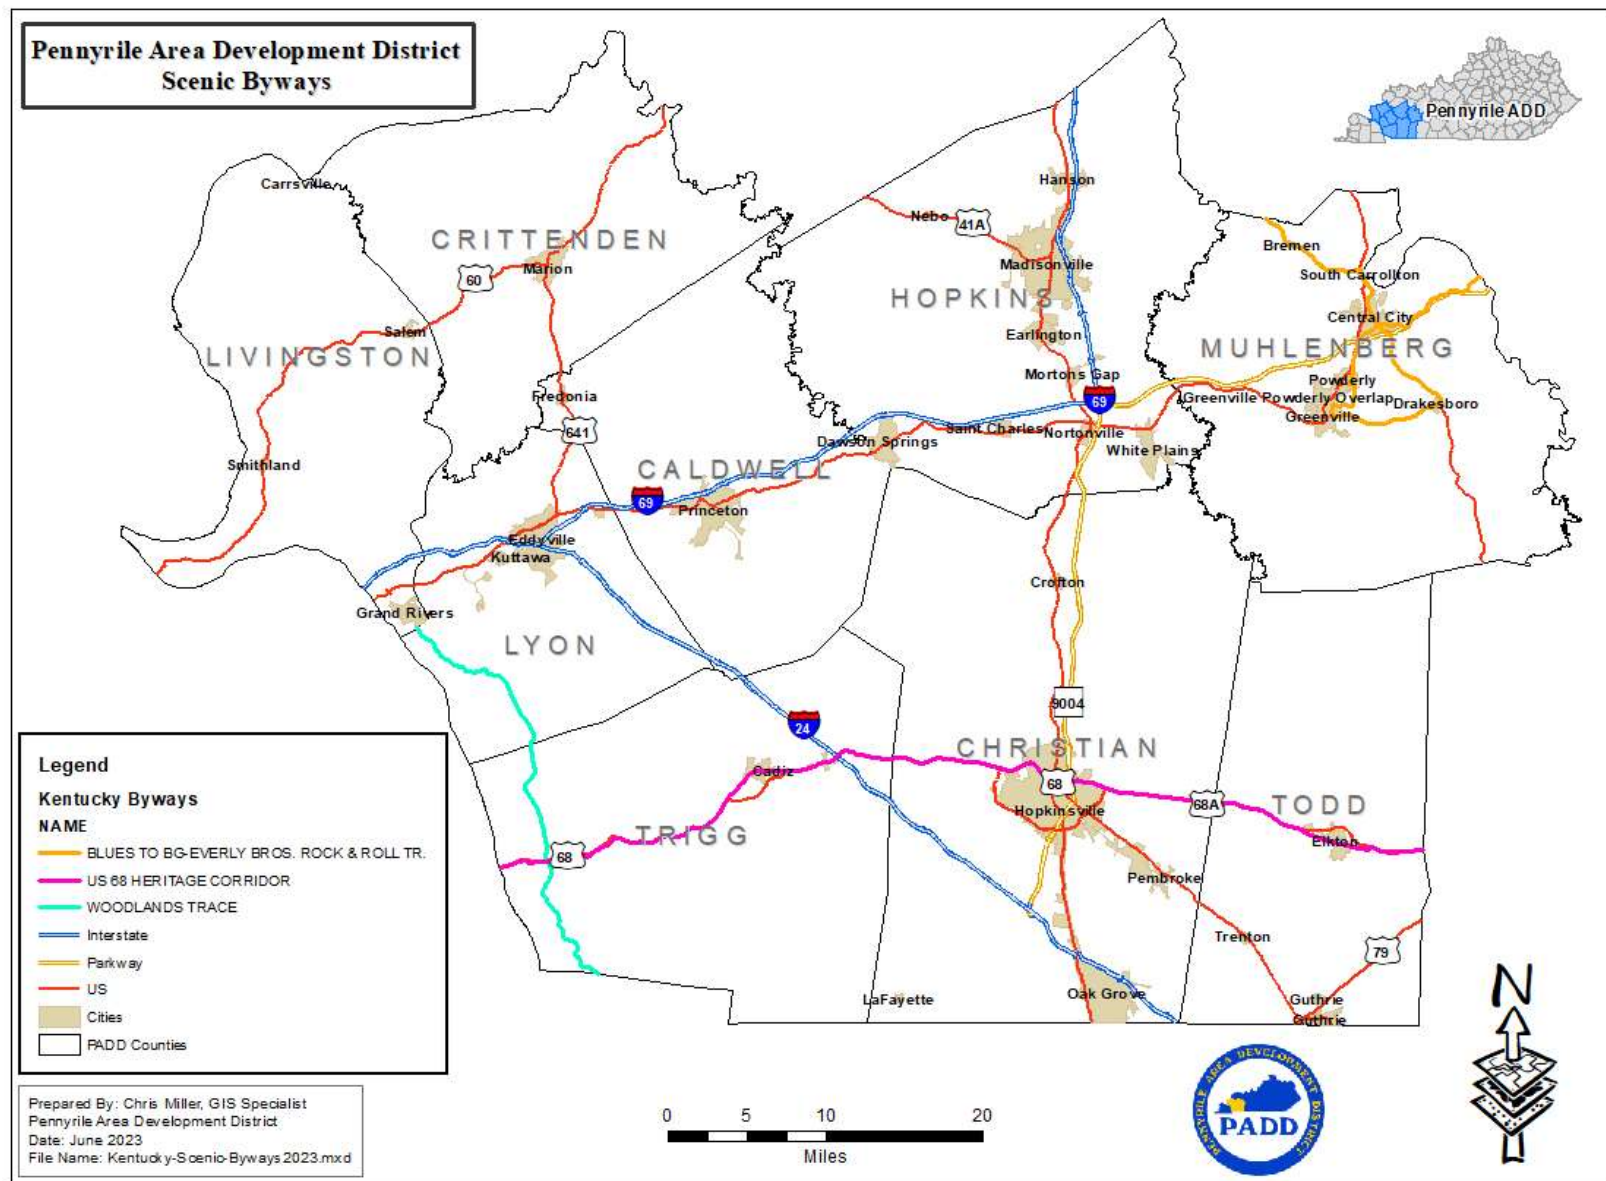 Pennyrile Area Development District
Scenic Byways
Pennyrile ADD
Carrsville
Hanson
Nebo
41A
Bremen
CRITTENDEN
Marion
60
Madisonville
South Carrollton
HOPKINS
Central City
Salem
Earlington
LIVINGSTON
MUHLENBERG
Mortons Gap
Powderly
Fredonia
69
Greenville Powderly Overlap
Drakesboro
Greenville
641
Dawson Springs
Saint Charles
Nortonville
White Plains
Smithland
CALDWELL
69
Princeton
Eddyville
Kuttawa
Crofton
Grand Rivers
LYON
9004
24
CHRISTIAN
Cadiz
68
68A
TODD
Hopkinsville
TRIGG
Elkton
68
Pembroke
Trenton
79
LaFayette
Oak Grove
Guthrie
Guthrie
Legend
Kentucky Byways
NAME
BLUES TO BG-EVERLY BROS. ROCK & ROLL TR.
US 68 HERITAGE CORRIDOR
WOODLANDS TRACE
Interstate
Parkway
US
Cities
PADD Counties
Prepared By: Chris Miller, GIS Specialist
Pennyrile Area Development District
Date: June 2023
File Name: Kentucky-Scenic-Byways2023.mxd
0 5 10 20
Miles
PENNYRILE AREA DEVELOPMENT DISTRICT
PADD
N